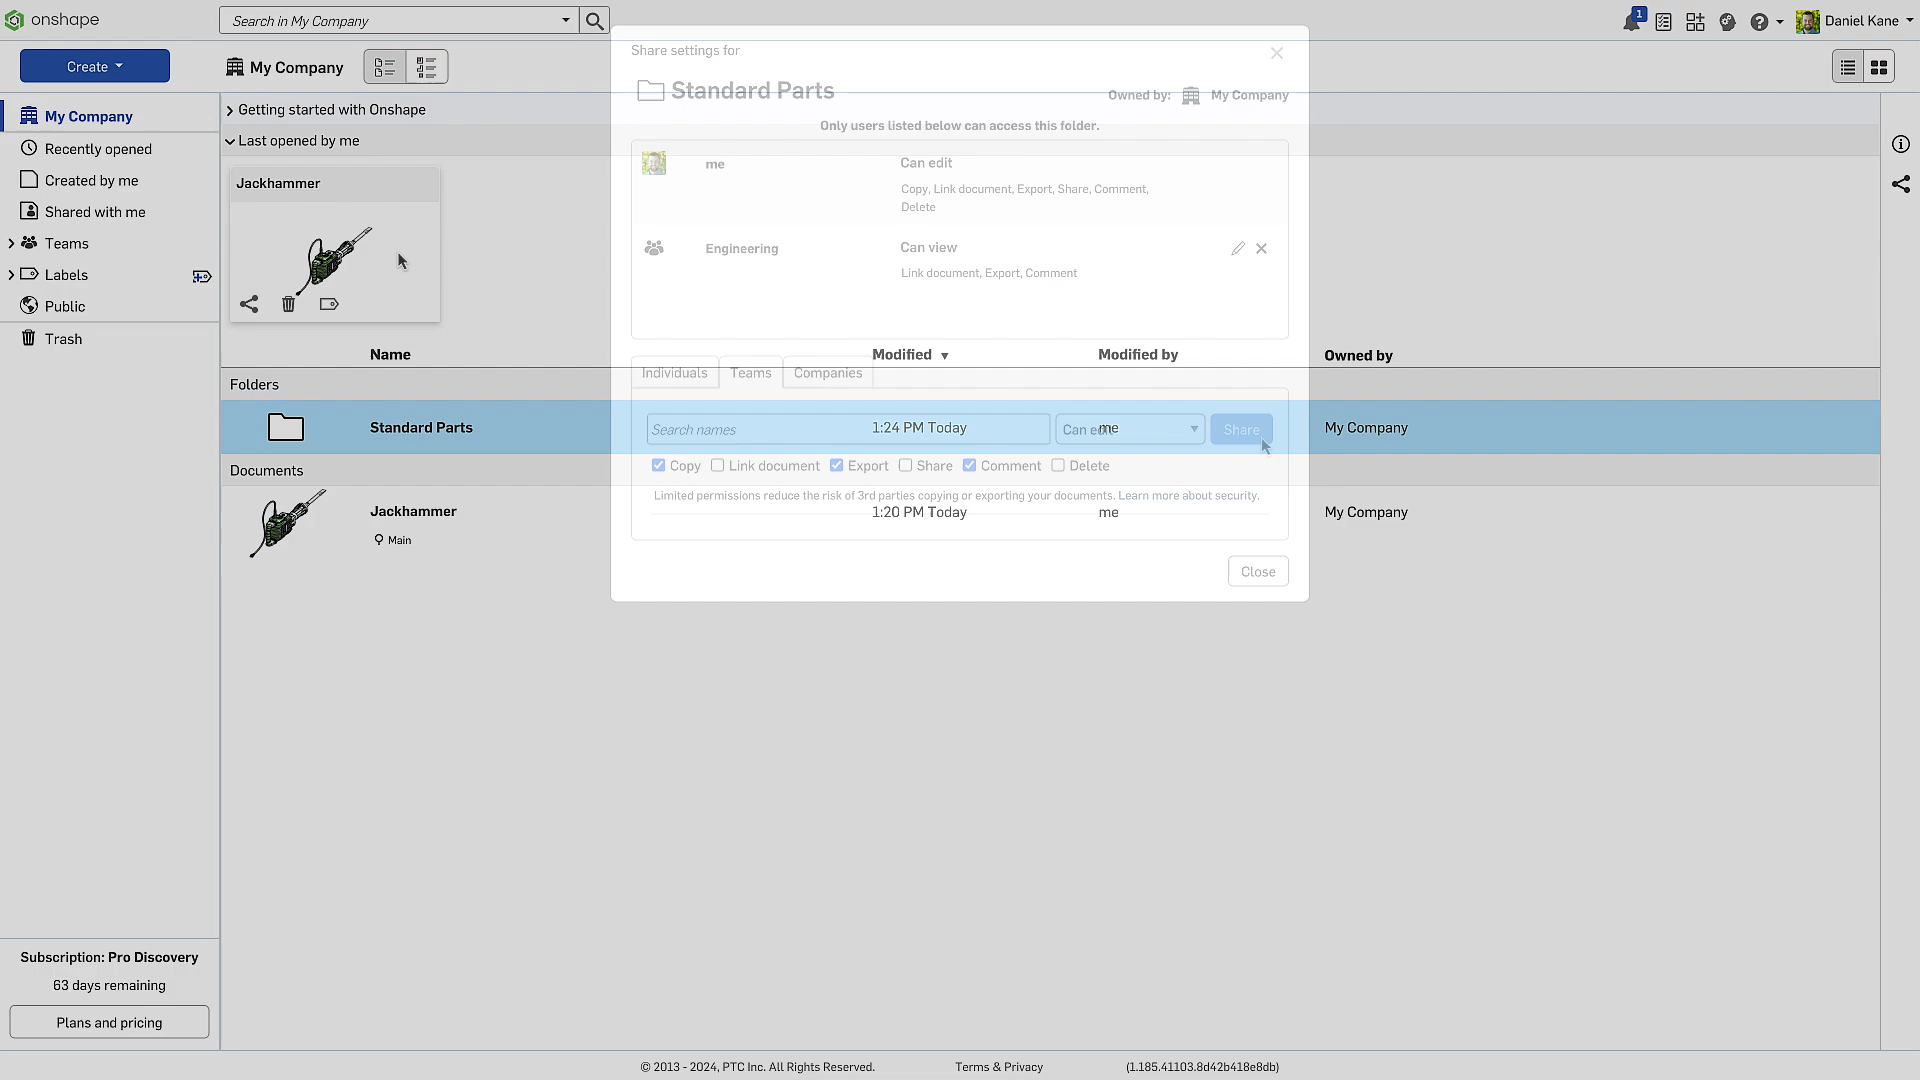 onshape
Search in My Company
1
Daniel Kane
Create
My Company
Share settings for
Standard Parts
Owned by: My Company
Only users listed below can access this folder.
me
Can edit
Copy, Link document, Export, Share, Comment,
Delete
Engineering
Can view
Link document, Export, Comment
Individuals
Teams
Companies
Search names
Can edit
Share
Copy
Link document
Export
Share
Comment
Delete
Limited permissions reduce the risk of 3rd parties copying or exporting your documents. Learn more about security.
Close
My Company
Recently opened
Created by me
Shared with me
Teams
Labels
Public
Trash
Getting started with Onshape
Last opened by me
Jackhammer
Name
Modified
Modified by
Owned by
Folders
Standard Parts
1:24 PM Today
me
My Company
Documents
Jackhammer
Main
1:20 PM Today
me
My Company
Subscription: Pro Discovery
63 days remaining
Plans and pricing
© 2013 - 2024, PTC Inc. All Rights Reserved.
Terms & Privacy
(1.185.41103.8d42b418e8db)